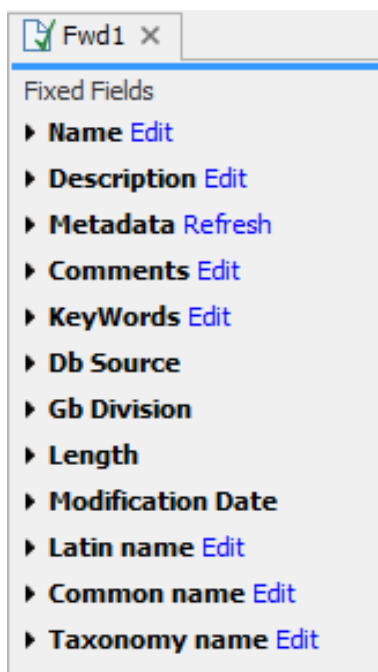 Fwd1
Fixed Fields
Name Edit
Description Edit
Metadata Refresh
Comments Edit
KeyWords Edit
Db Source
Gb Division
Length
Modification Date
Latin name Edit
Common name Edit
Taxonomy name Edit